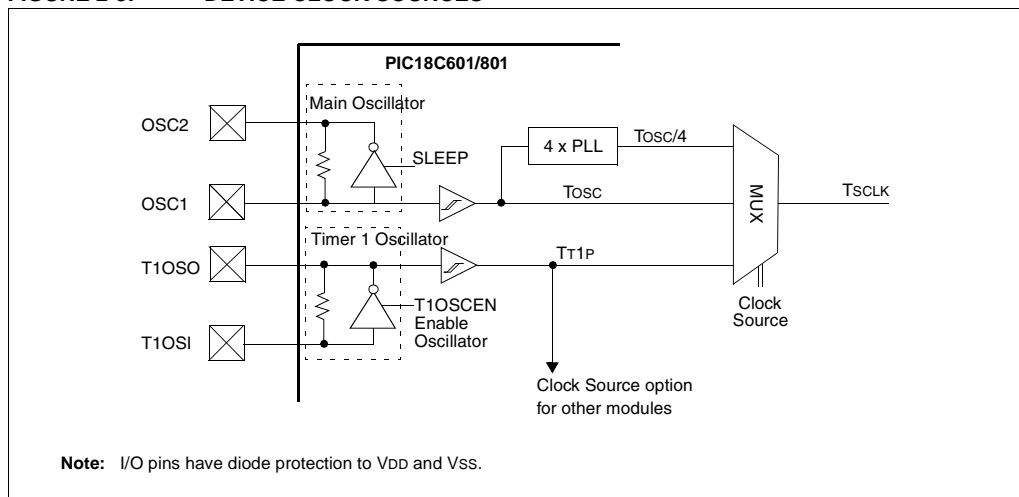 PIC18C601/801
Main Oscillator
OSC2
4 x PLL
TOSC/4
SLEEP
OSC1
TOSC
MUX
TSCLK
Timer 1 Oscillator
T1OSO
TT1P
T1OSCEN
Enable
Oscillator
Clock
Source
T1OSI
Clock Source option
for other modules
Note: I/O pins have diode protection to VDD and VSS.